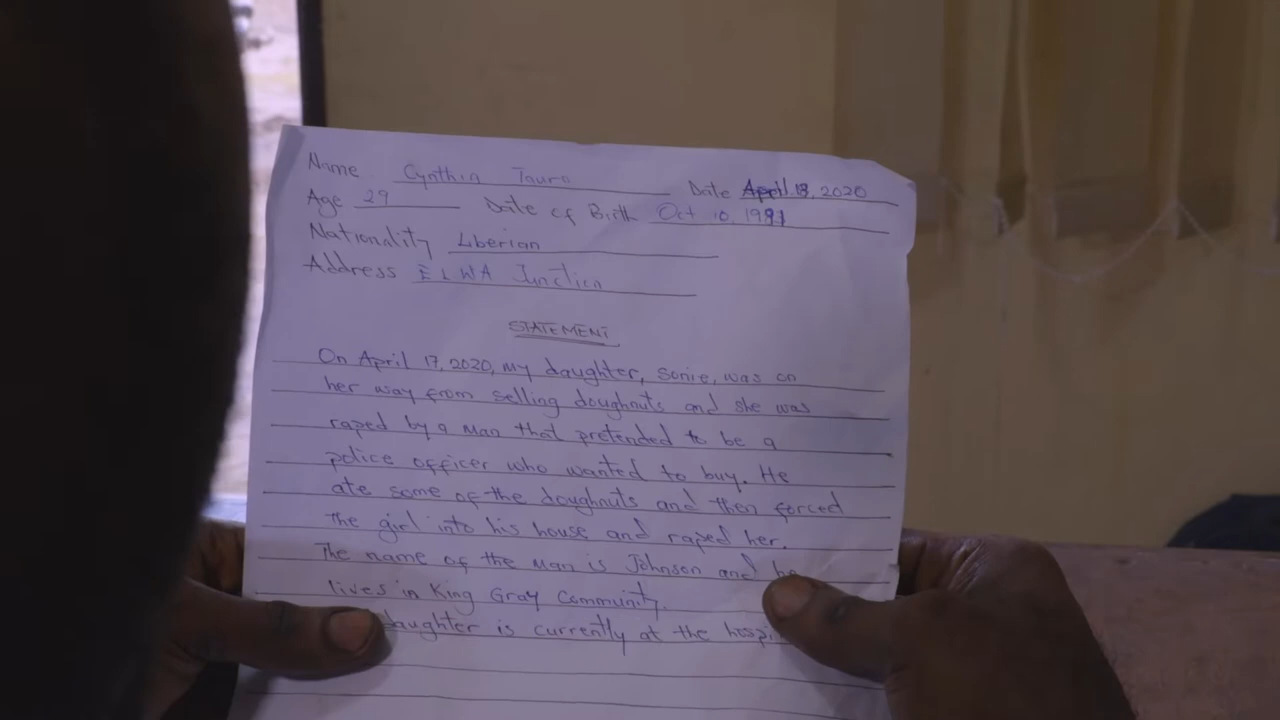 Name Cynthia Tauro Date April 18, 2020
Age 29 Date of Birth Oct 10, 1991
Nationality Liberian
Address ELWA Junction
STATEMENT
On April 17, 2020, my daughter, Sonie, was on
her way from selling doughnuts and she was
raped by a man that pretended to be a
police officer who wanted to buy. He
ate some of the doughnuts and then forced
the girl into his house and raped her.
The name of the man is Johnson and he
lives in King Gray Community.
daughter is currently at the